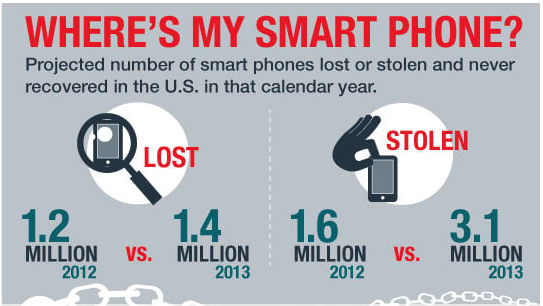 WHERE'S MY SMART PHONE?
Projected number of smart phones lost or stolen and never
recovered in the U.S. in that calendar year.
LOST
STOLEN
1.2 MILLION 2012 vs. 1.4 MILLION 2013
1.6 MILLION 2012 vs. 3.1 MILLION 2013